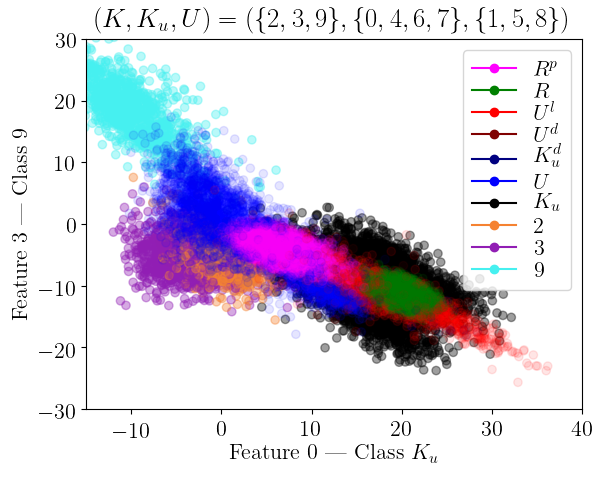 (K, K_u, U) = ({2, 3, 9}, {0, 4, 6, 7}, {1, 5, 8})
30
20
10
0
−10
−20
−30
Feature 3 — Class 9
R^p
R
U^l
U^d
K_u^d
U
K_u
2
3
9
−10
0
10
20
30
40
Feature 0 — Class K_u